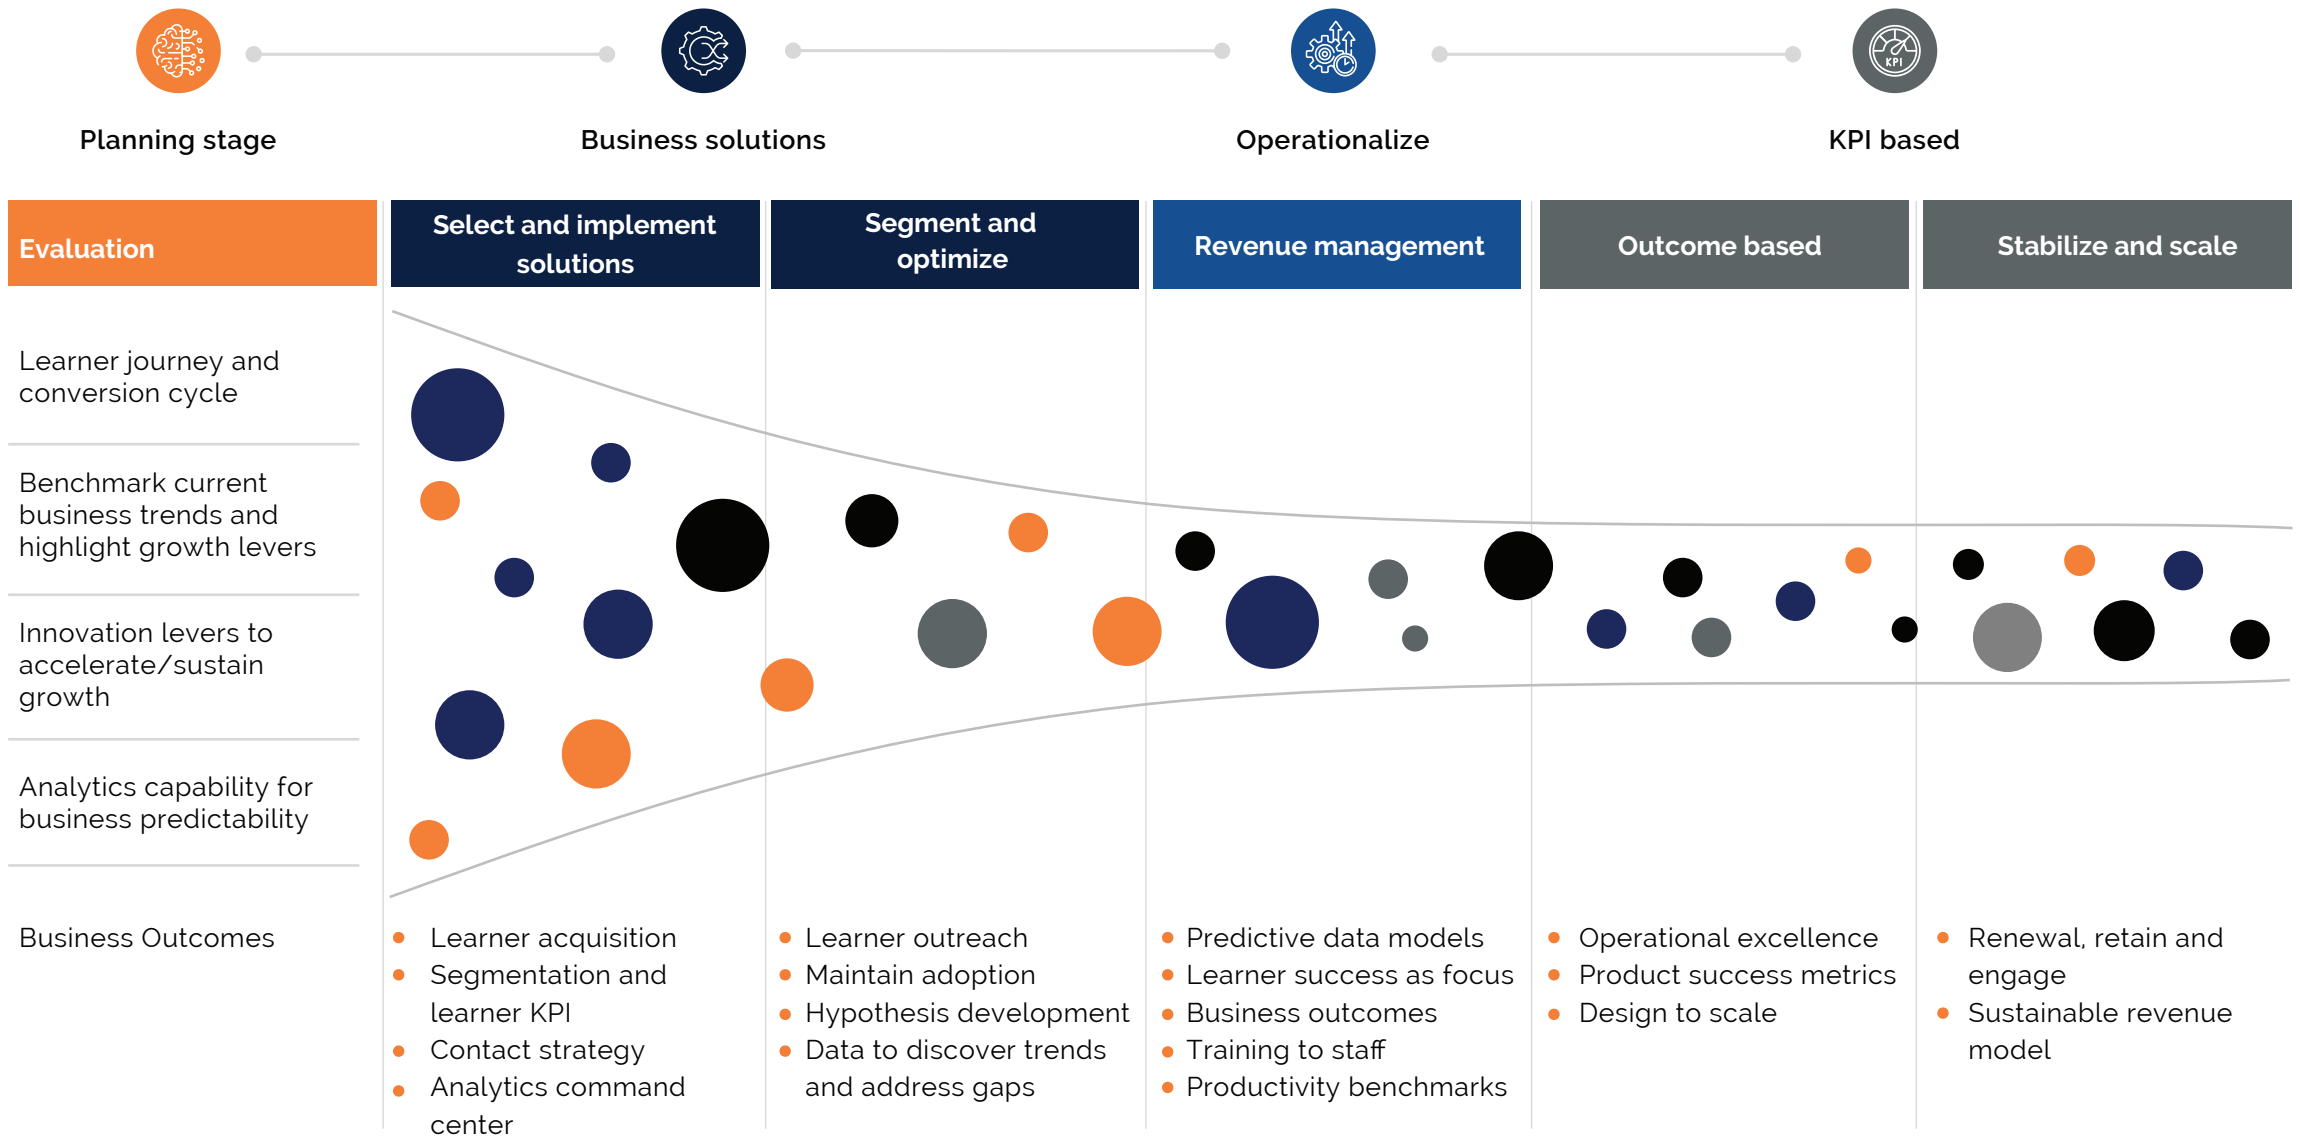 KPI
Planning stage
Business solutions
Operationalize
KPI based
Evaluation
Select and implement
solutions
Segment and
optimize
Revenue management
Outcome based
Stabilize and scale
Learner journey and
conversion cycle
Benchmark current
business trends and
highlight growth levers
Innovation levers to
accelerate/sustain
growth
Analytics capability for
business predictability
Business Outcomes
Learner acquisition
Segmentation and
learner KPI
Contact strategy
Analytics command
center
Learner outreach
Maintain adoption
Hypothesis development
Data to discover trends
and address gaps
Predictive data models
Learner success as focus
Business outcomes
Training to staff
Productivity benchmarks
Operational excellence
Product success metrics
Design to scale
Renewal, retain and
engage
Sustainable revenue
model